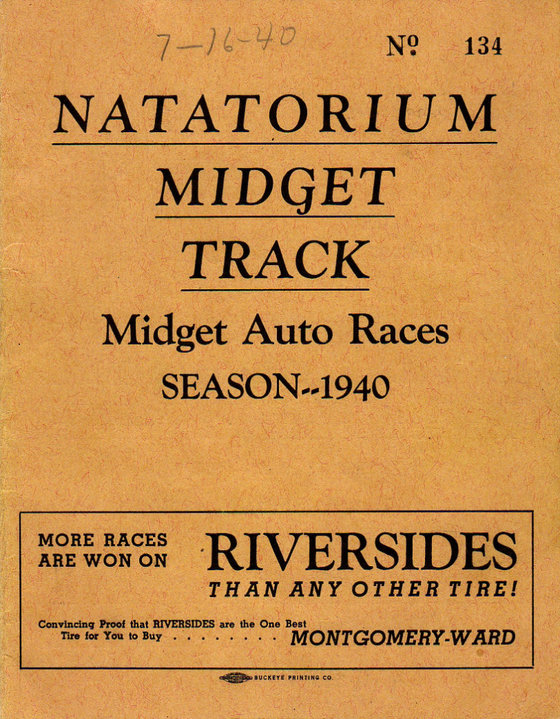 7-16-40
Nº 134
NATATORIUM
MIDGET
TRACK
Midget Auto Races
SEASON--1940
MORE RACES
ARE WON ON
RIVERSIDES
THAN ANY OTHER TIRE!
Convincing Proof that RIVERSIDES are the One Best
Tire for You to Buy . . . . . . . .
MONTGOMERY-WARD
BUCKEYE PRINTING CO.